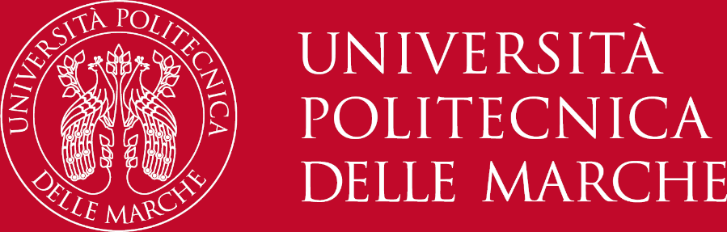 UNIVERSITÀ POLITECNICA
DELLE MARCHE
UNIVERSITÀ
POLITECNICA
DELLE MARCHE